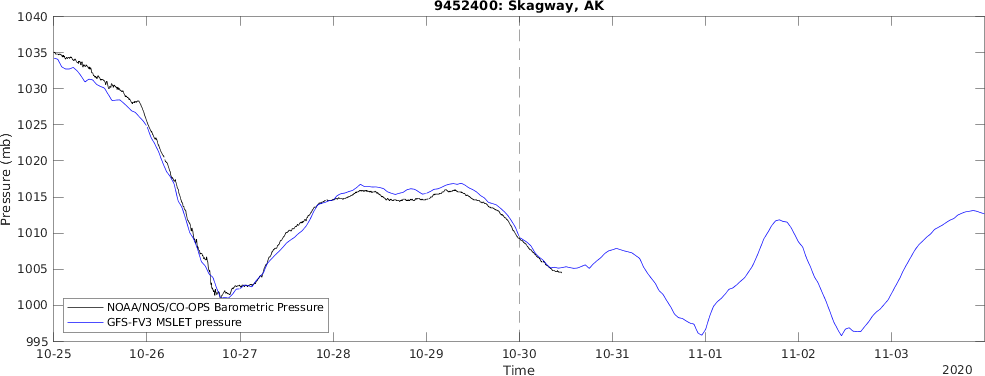 9452400: Skagway, AK
1040
1035
1030
1025
1020
1015
1010
1005
1000
995
Pressure (mb)
NOAA/NOS/CO-OPS Barometric Pressure
GFS-FV3 MSLET pressure
10-25 10-26 10-27 10-28 10-29 10-30 10-31 11-01 11-02 11-03
Time
2020